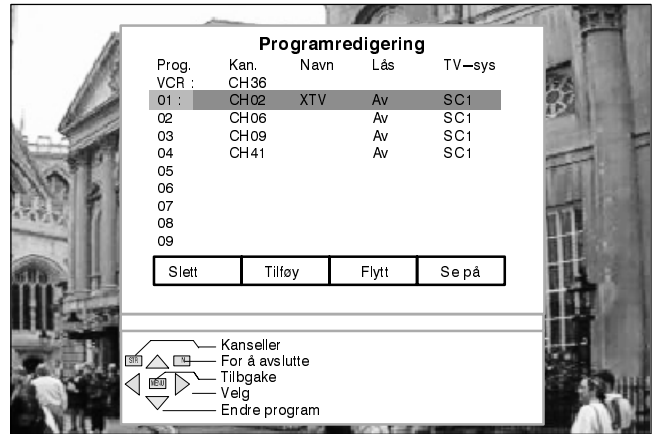 Programredigering
Prog. Kan. Navn Lås TV–sys
VCR : CH36
01 : CH02 XTV Av SC1
02 CH06 Av SC1
03 CH09 Av SC1
04 CH41 Av SC1
05
06
07
08
09
Slett Tilføy Flytt Se på
Kanseller
STR N For å avslutte
Tilbgake
MENU Velg
Endre program